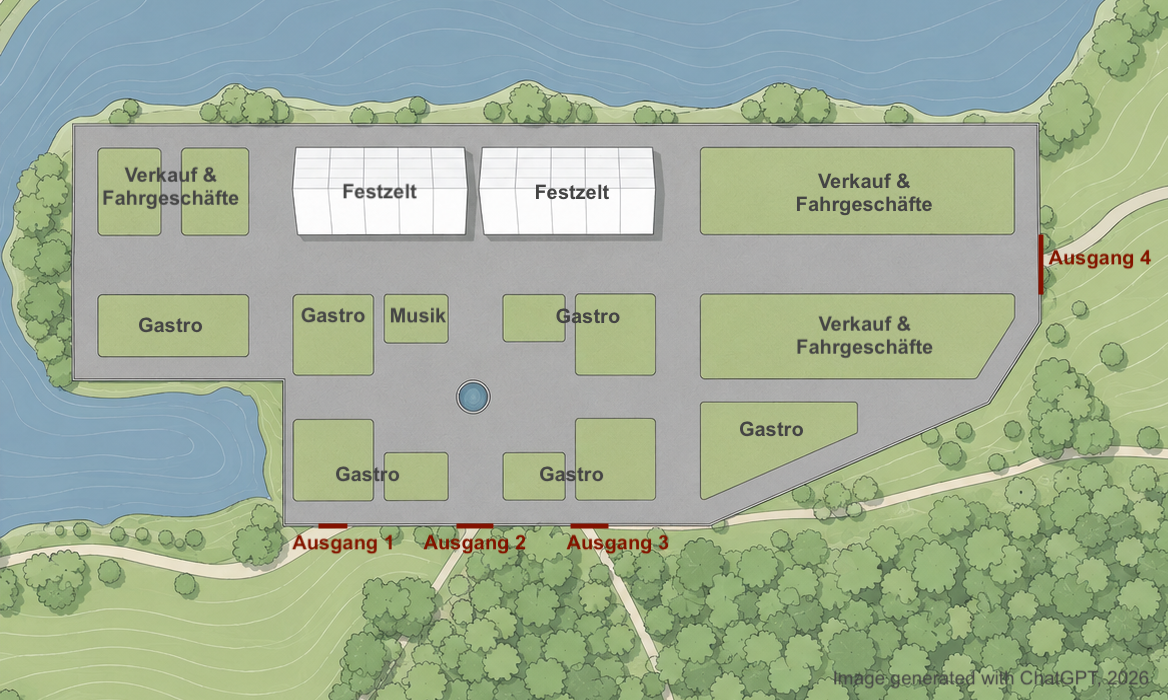 Verkauf &
Fahrgeschäfte
Festzelt
Festzelt
Verkauf &
Fahrgeschäfte
Ausgang 4
Gastro
Gastro
Musik
Gastro
Verkauf &
Fahrgeschäfte
Gastro
Gastro
Gastro
Ausgang 1
Ausgang 2
Ausgang 3
Image generated with ChatGPT, 2026